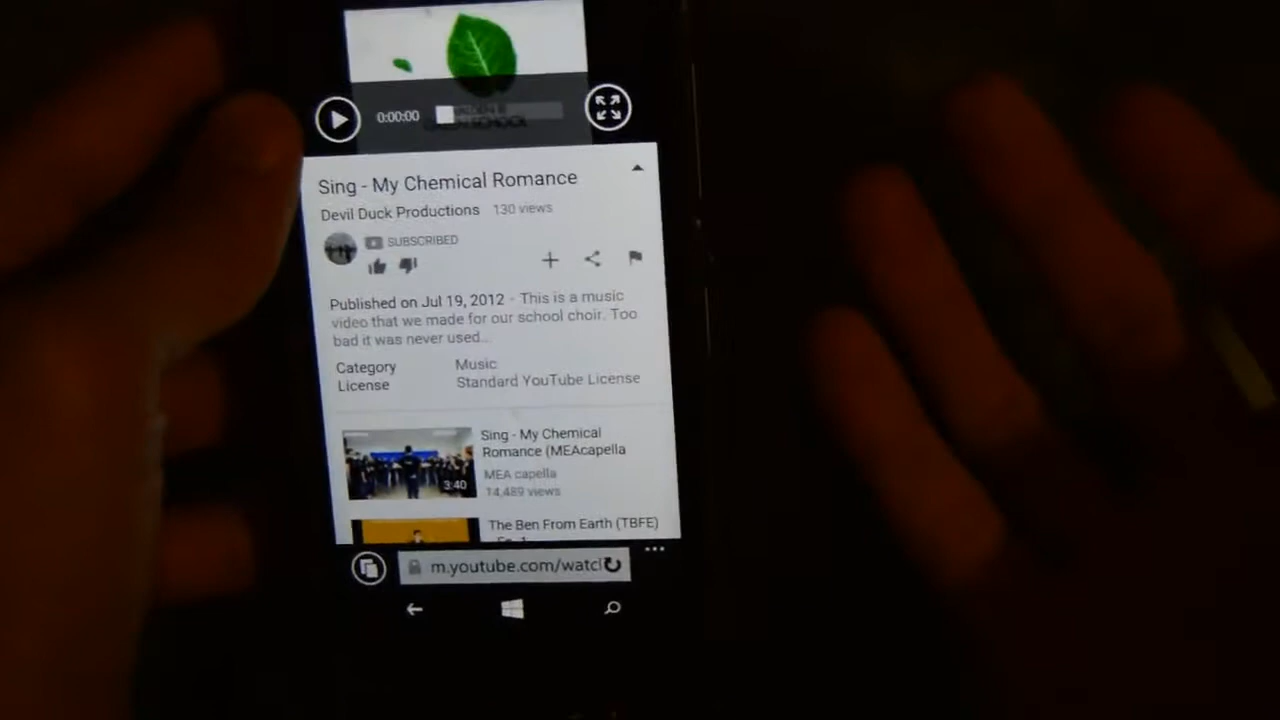 0:00:00
Sing - My Chemical Romance
Devil Duck Productions 130 views
SUBSCRIBED
Published on Jul 19, 2012 - This is a music
video that we made for our school choir. Too
bad it was never used...
Category Music
License Standard YouTube License
Sing - My Chemical
Romance (MEAcapella
MEA capella
14,489 views
3:40
The Ben From Earth (TBFE)
m.youtube.com/watcl